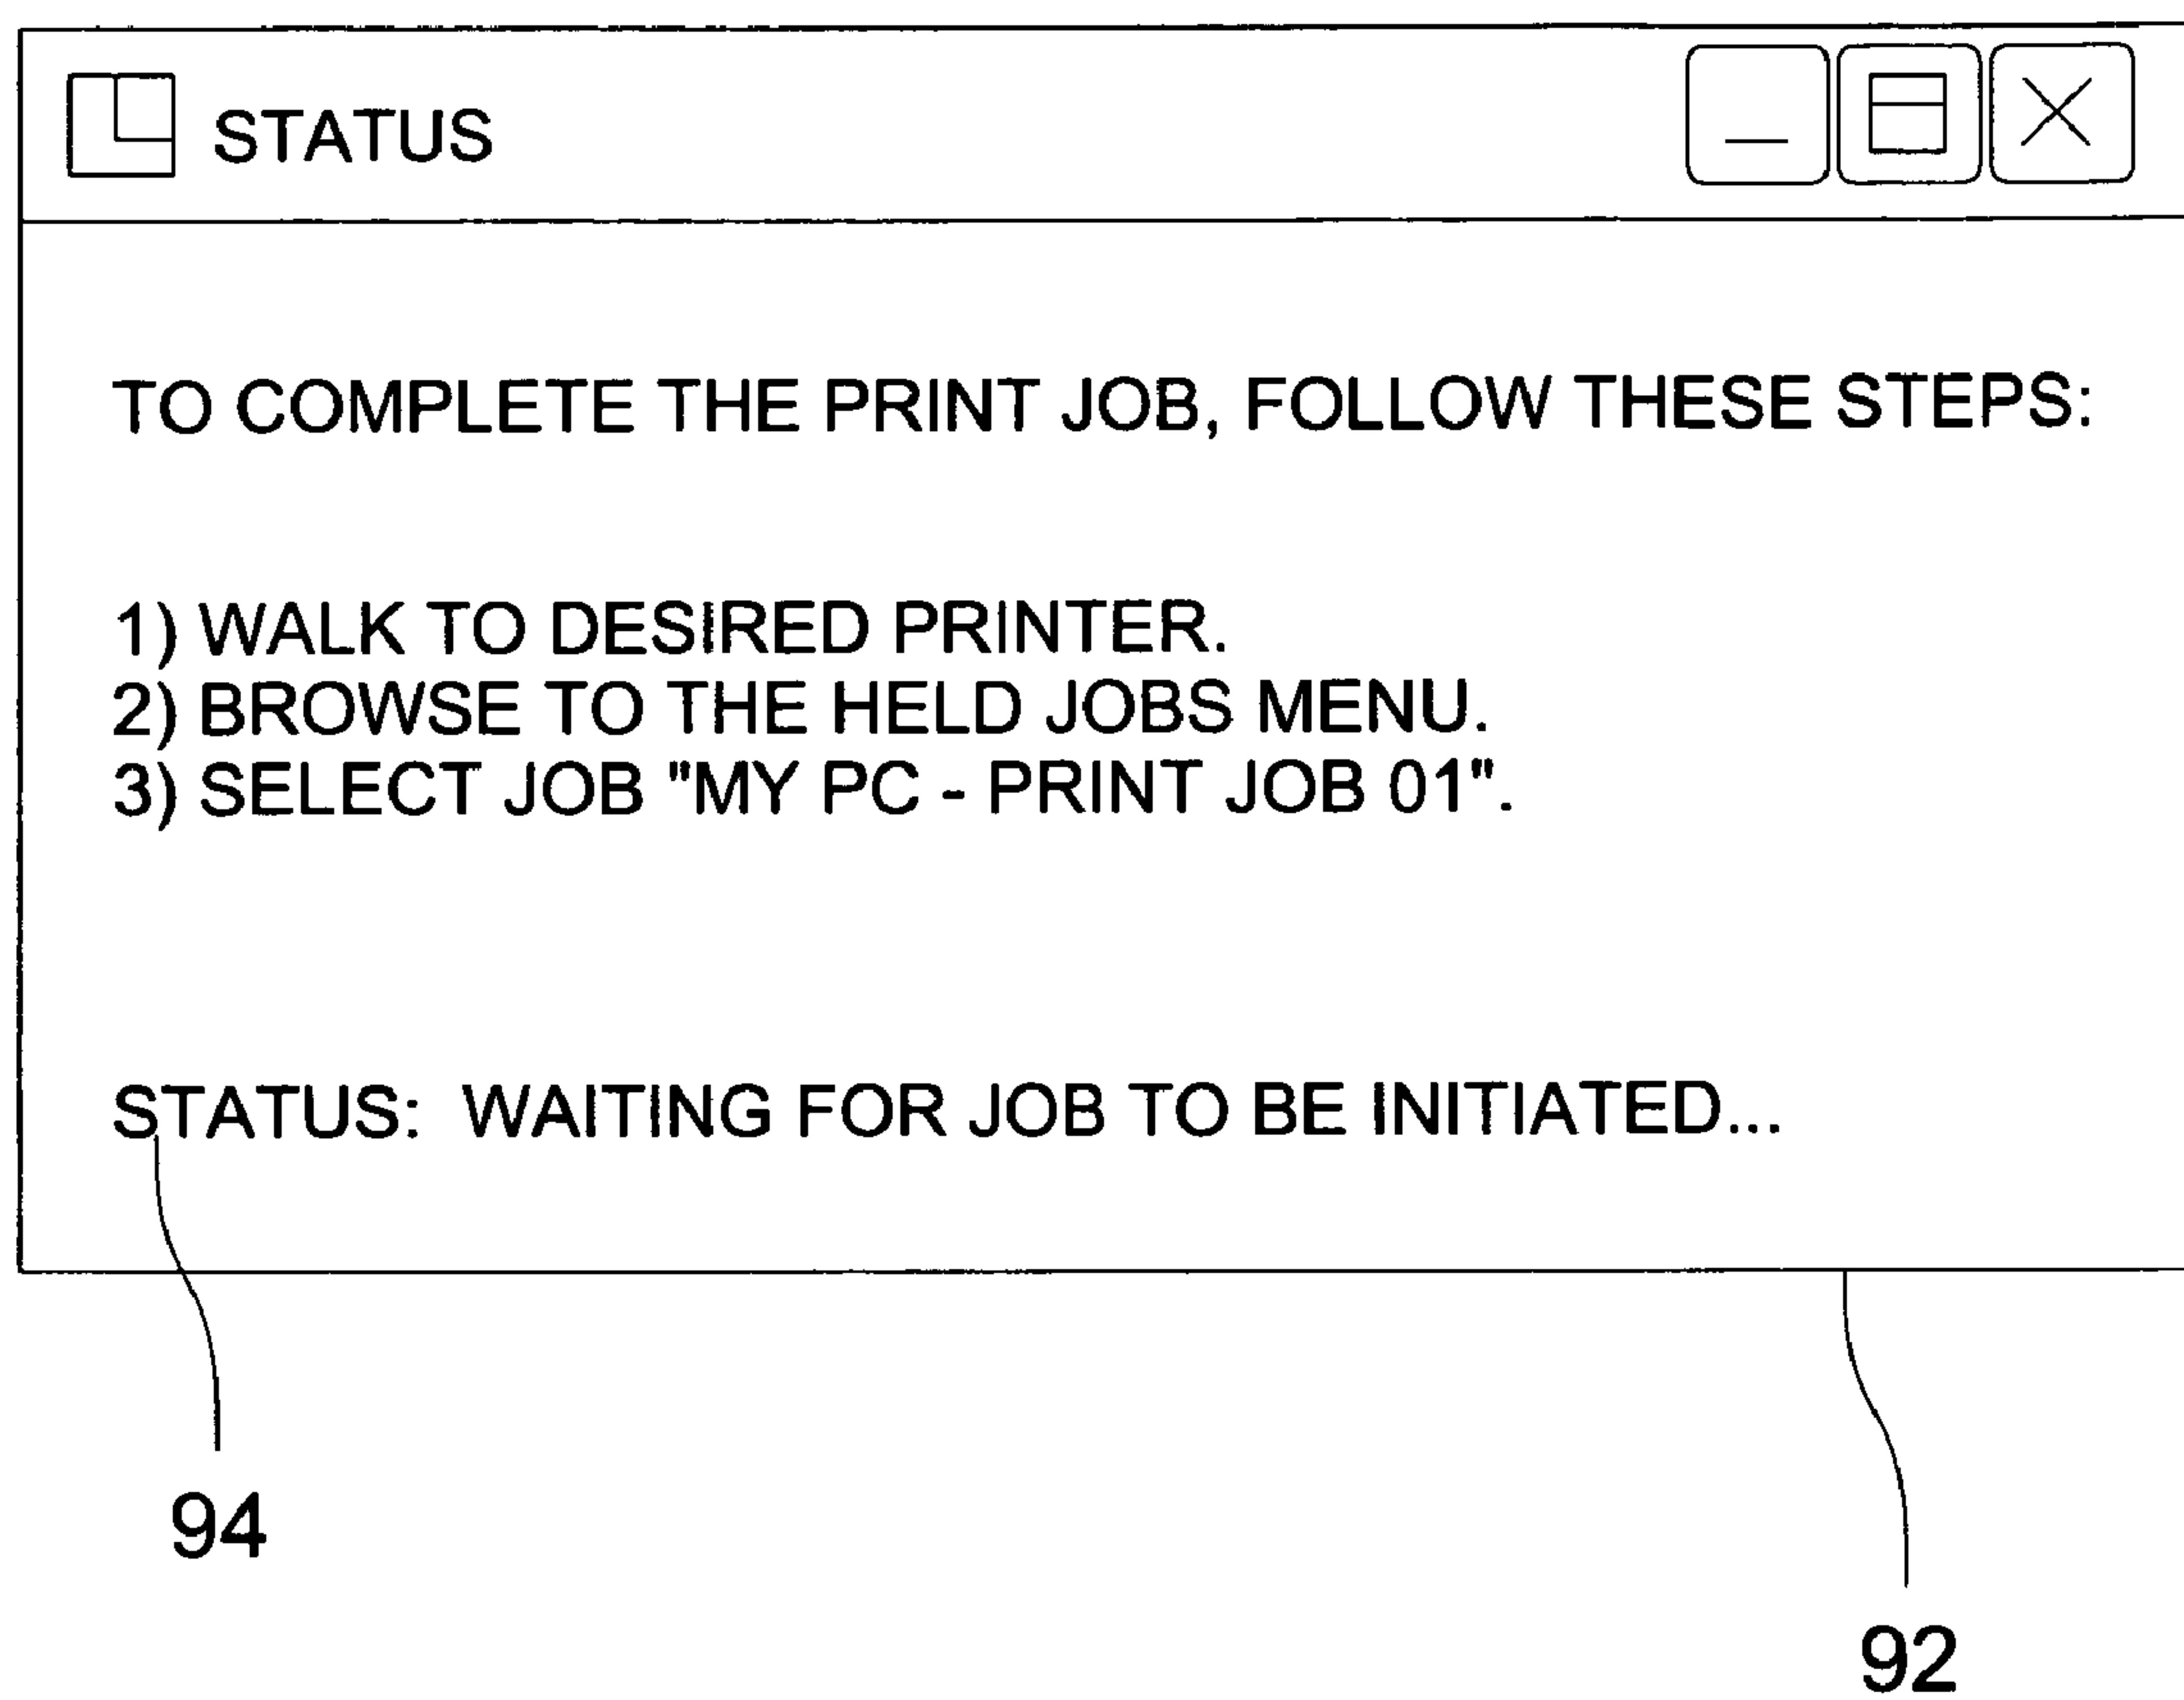 STATUS
TO COMPLETE THE PRINT JOB, FOLLOW THESE STEPS:
1) WALK TO DESIRED PRINTER.
2) BROWSE TO THE HELD JOBS MENU.
3) SELECT JOB "MY PC - PRINT JOB 01".
STATUS: WAITING FOR JOB TO BE INITIATED...
94
92